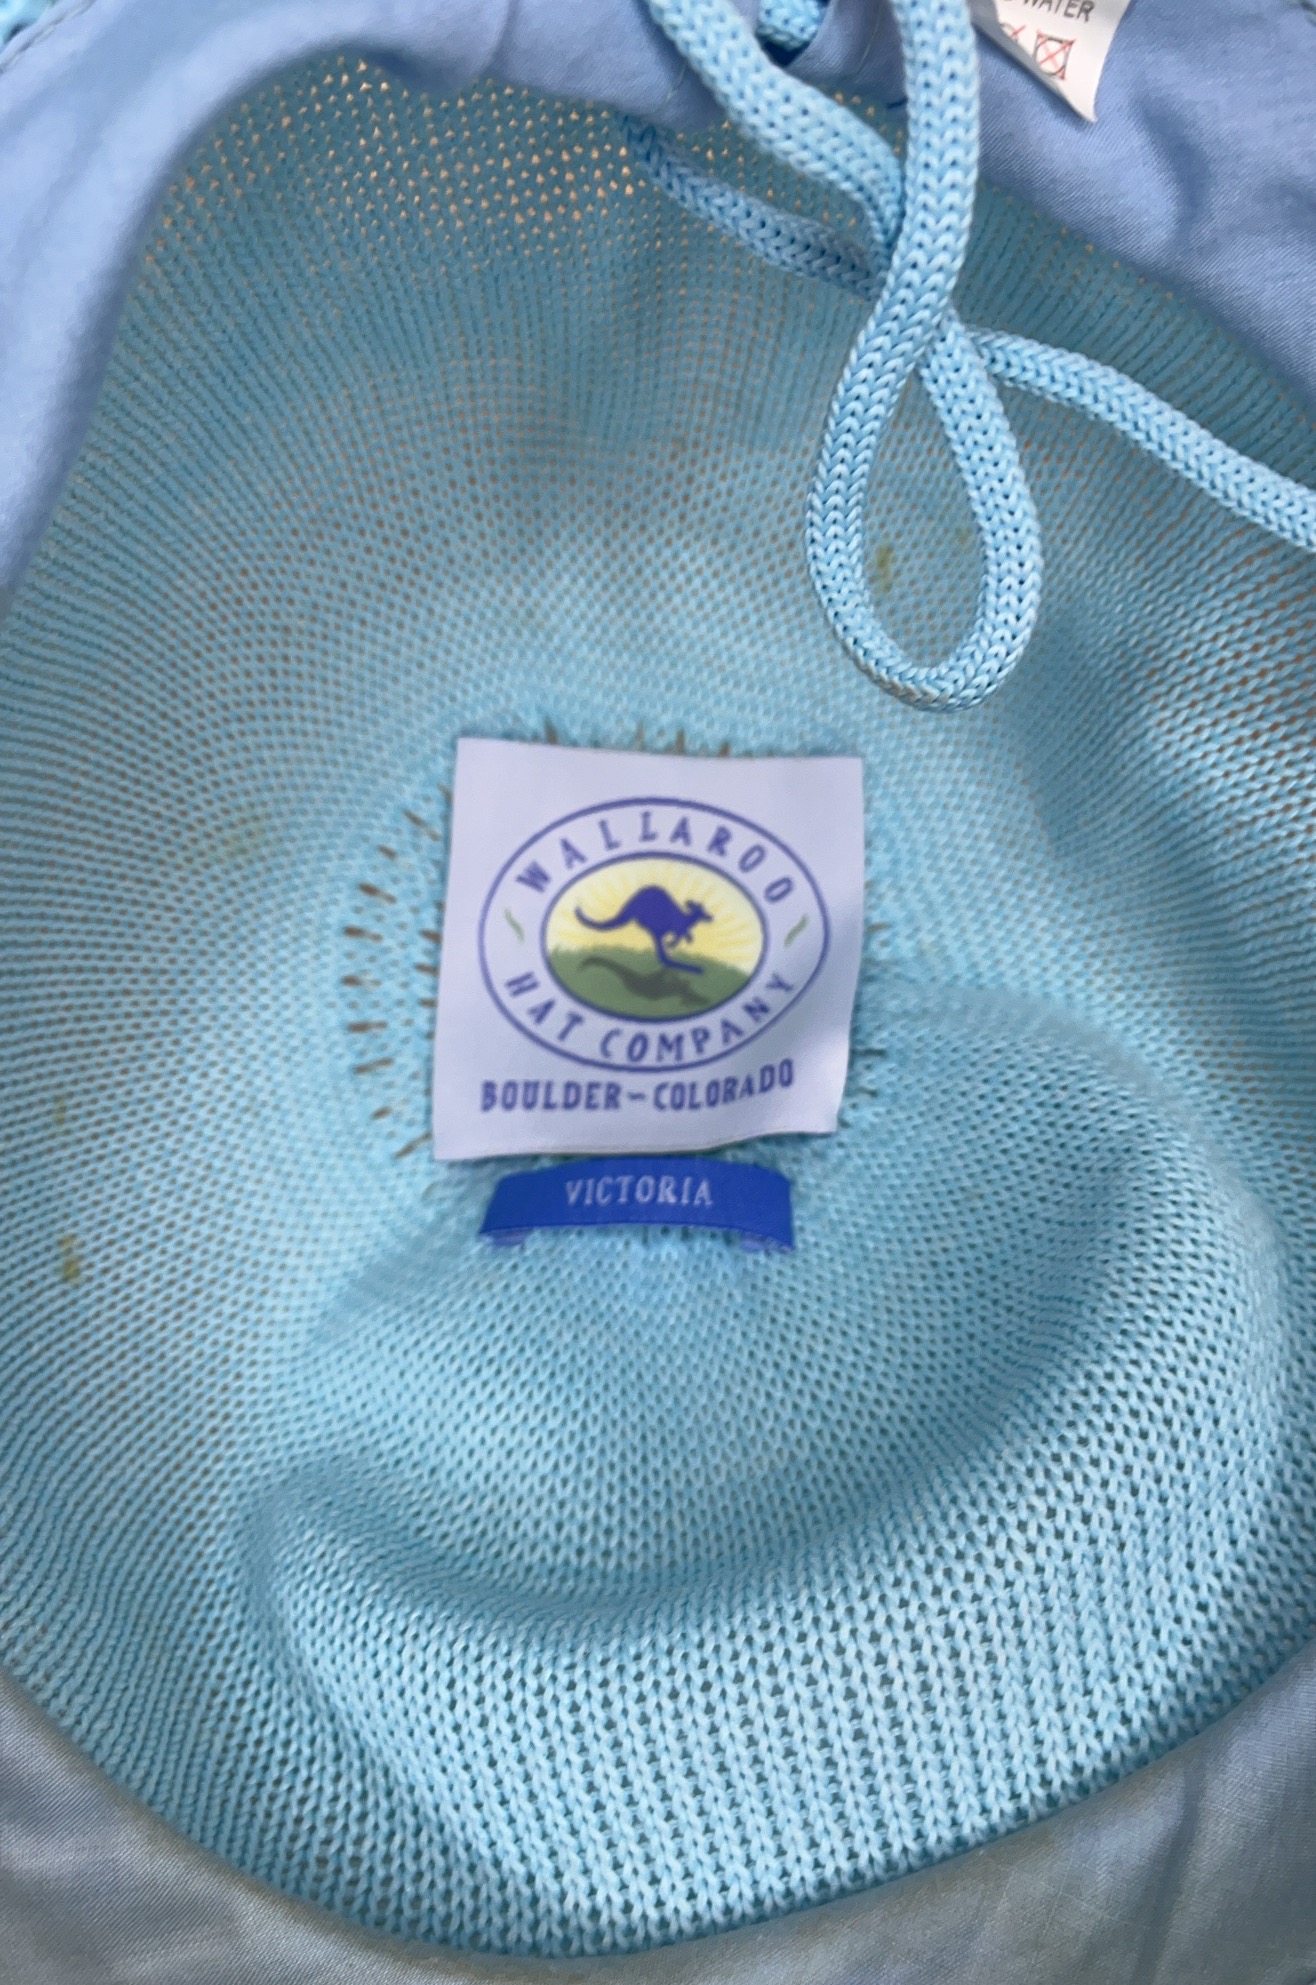 WATER
WALLAROO
HAT COMPANY
BOULDER~COLORADO
VICTORIA